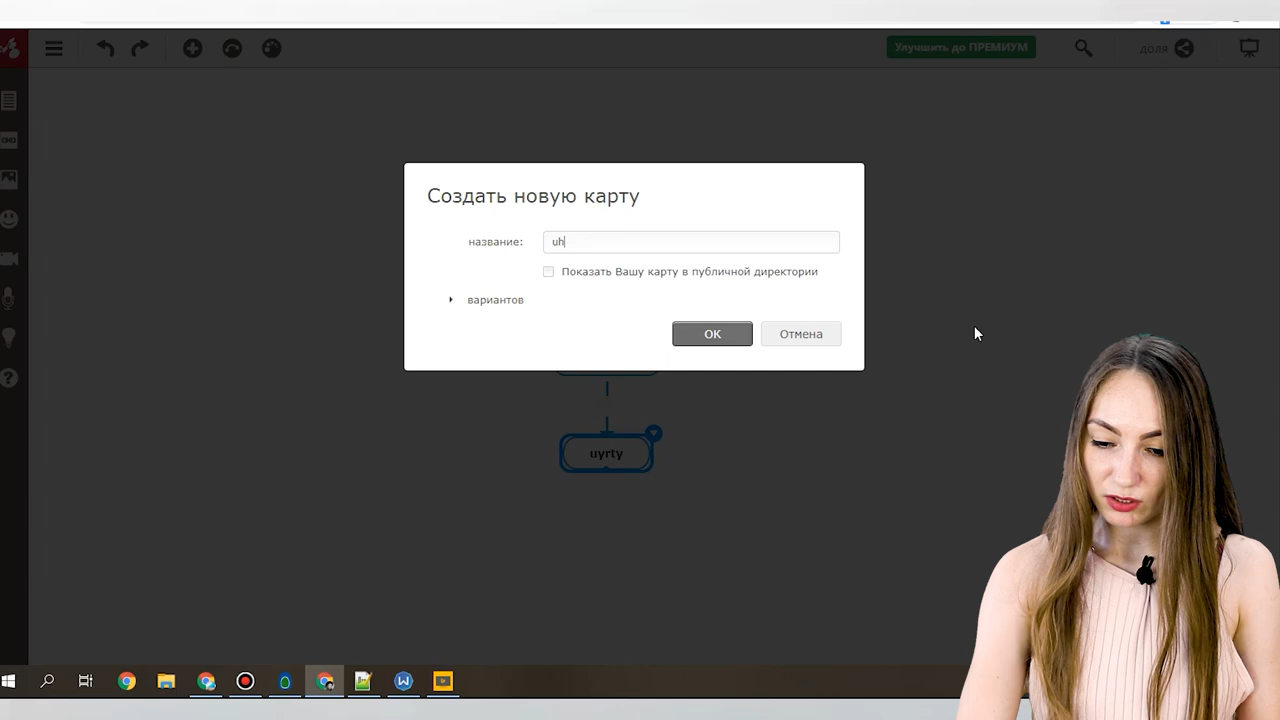 Улучшить до ПРЕМИУМ
доля
Создать новую карту
название:
uh
Показать Вашу карту в публичной директории
вариантов
OK
Отмена
uyrty